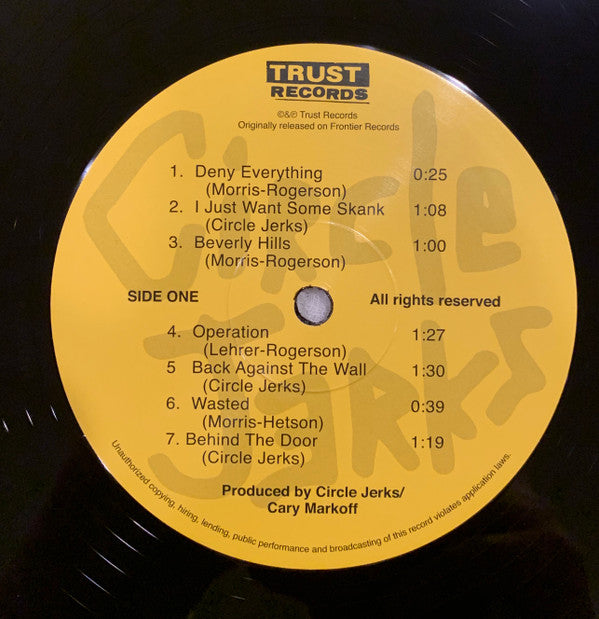 TRUST
RECORDS
©&℗ Trust Records
Originally released on Frontier Records
Circle
Jerks
1. Deny Everything 0:25
(Morris-Rogerson)
2. I Just Want Some Skank 1:08
(Circle Jerks)
3. Beverly Hills 1:00
(Morris-Rogerson)
SIDE ONE All rights reserved
4. Operation 1:27
(Lehrer-Rogerson)
5 Back Against The Wall 1:30
(Circle Jerks)
6. Wasted 0:39
(Morris-Hetson)
7. Behind The Door 1:19
(Circle Jerks)
Produced by Circle Jerks/
Cary Markoff
Unauthorized copying, hiring, lending, public performance and broadcasting of this record violates application laws.